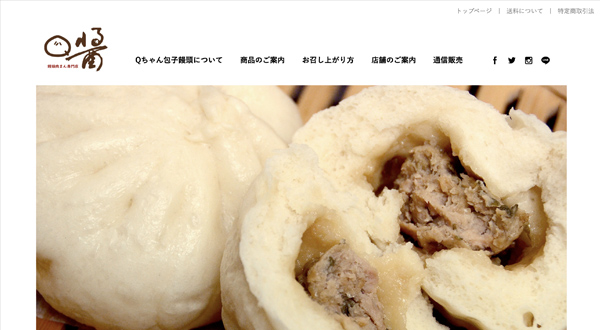 トップページ | 送料について | 特定商取引法
Q醬
Qちゃん包子饅頭について 商品のご案内 お召し上がり方 店舗のご案内 通信販売